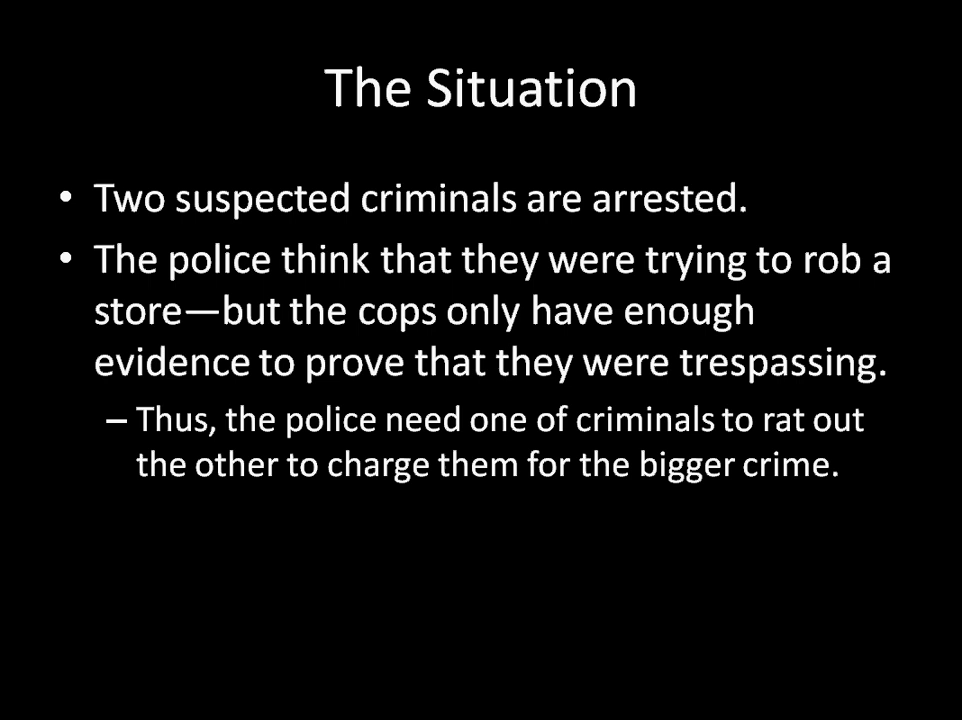 The Situation
• Two suspected criminals are arrested.
• The police think that they were trying to rob a
store—but the cops only have enough
evidence to prove that they were trespassing.
– Thus, the police need one of criminals to rat out
the other to charge them for the bigger crime.